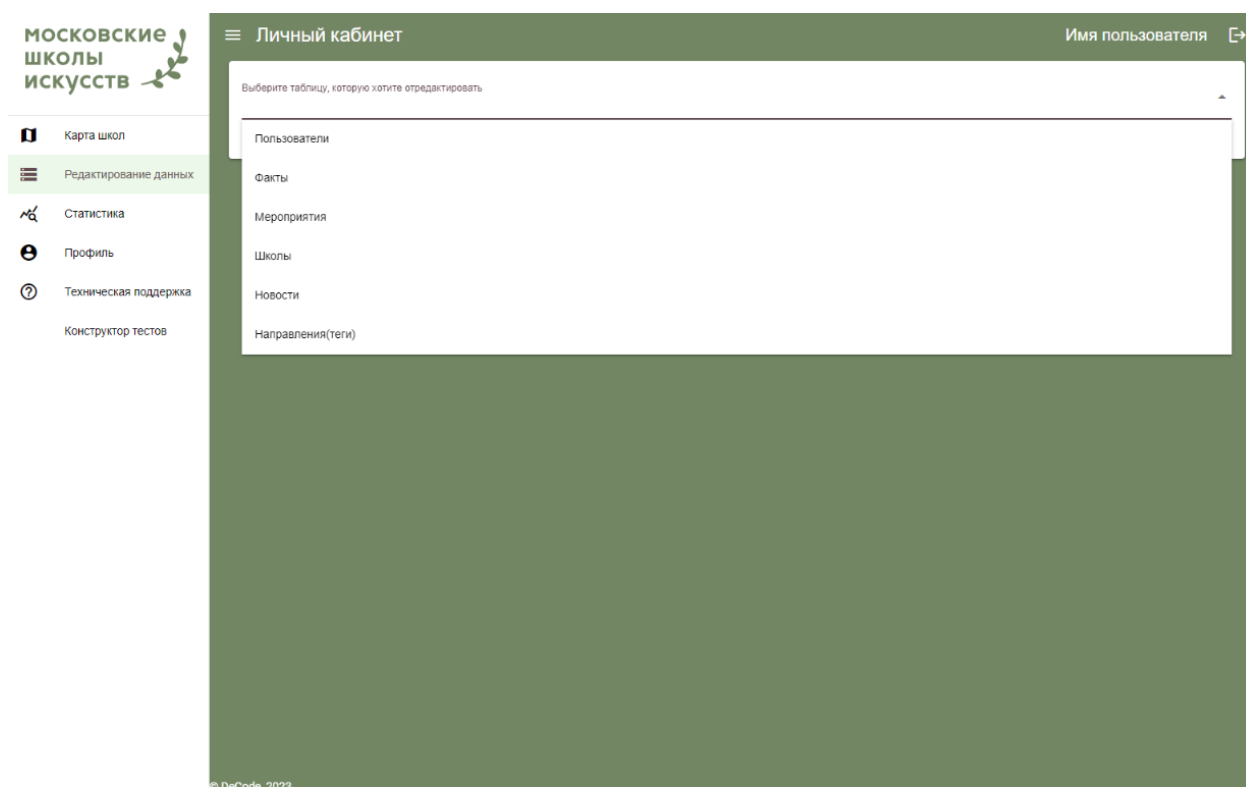 московские
школы
искусств
Карта школ
Редактирование данных
Статистика
Профиль
Техническая поддержка
Конструктор тестов
Личный кабинет
Имя пользователя
Выберите таблицу, которую хотите отредактировать
Пользователи
Факты
Мероприятия
Школы
Новости
Направления(теги)
© DeCode, 2023